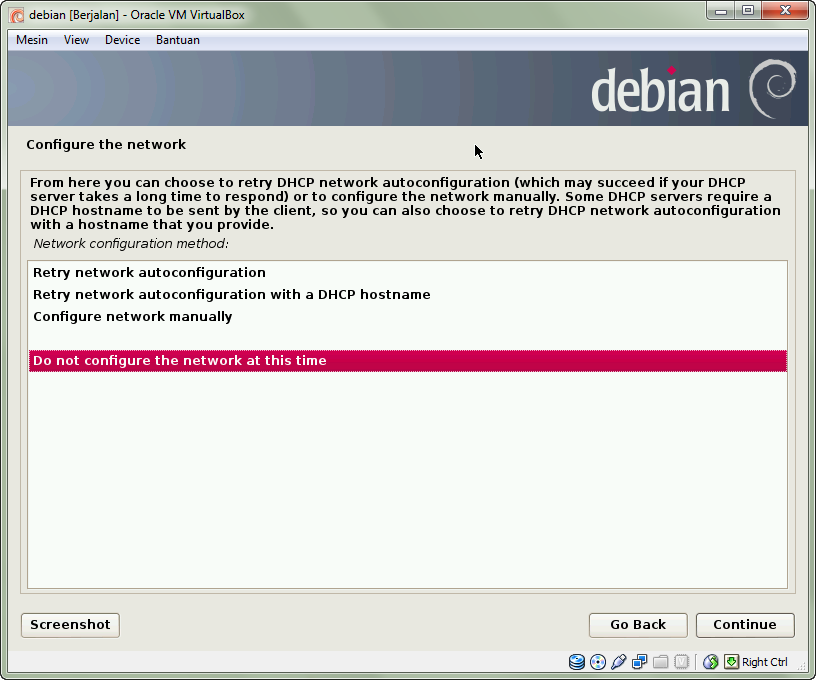 debian [Berjalan] - Oracle VM VirtualBox
Mesin View Device Bantuan
debian
Configure the network
From here you can choose to retry DHCP network autoconfiguration (which may succeed if your DHCP
server takes a long time to respond) or to configure the network manually. Some DHCP servers require a
DHCP hostname to be sent by the client, so you can also choose to retry DHCP network autoconfiguration
with a hostname that you provide.
Network configuration method:
Retry network autoconfiguration
Retry network autoconfiguration with a DHCP hostname
Configure network manually
Do not configure the network at this time
Screenshot Go Back Continue
Right Ctrl